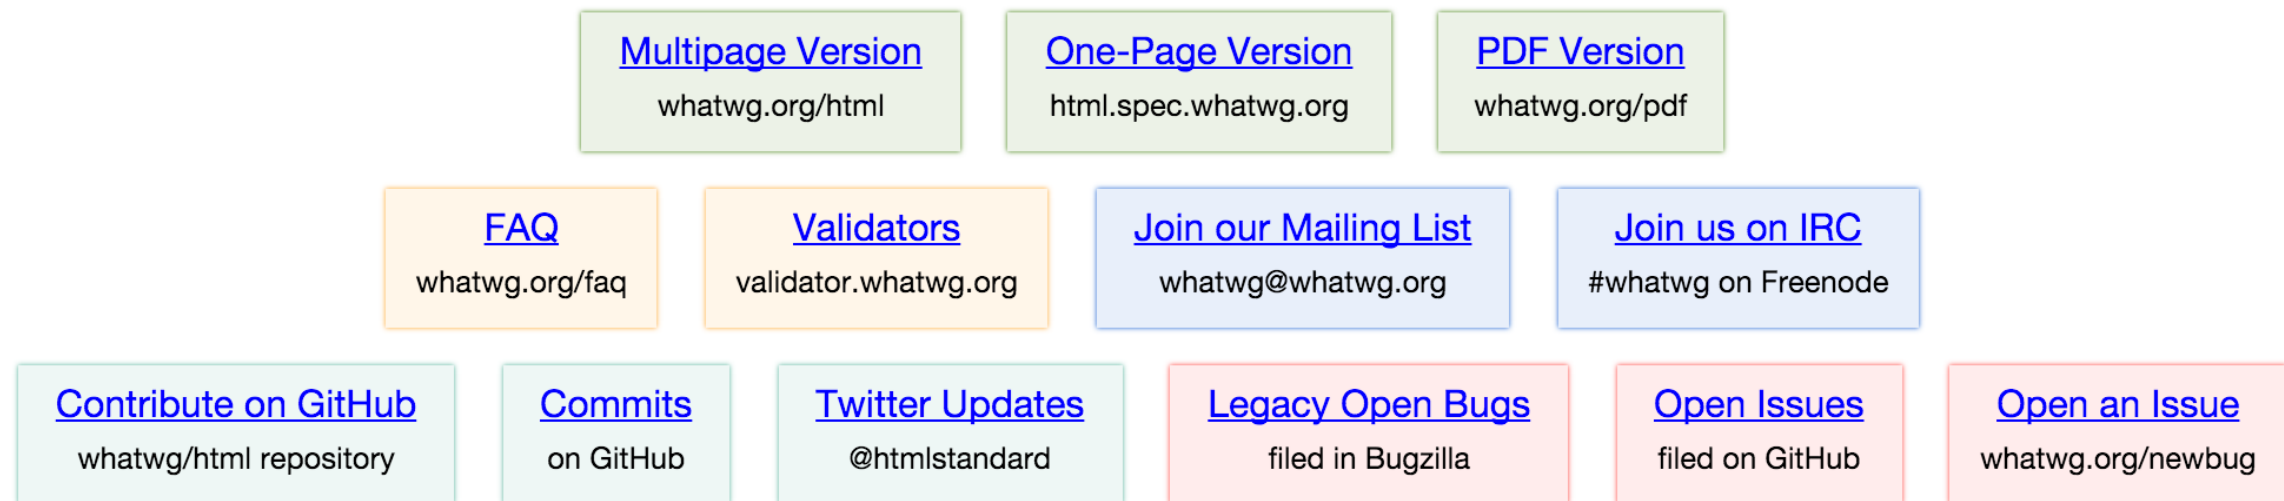 Multipage Version
whatwg.org/html
One-Page Version
html.spec.whatwg.org
PDF Version
whatwg.org/pdf
FAQ
whatwg.org/faq
Validators
validator.whatwg.org
Join our Mailing List
whatwg@whatwg.org
Join us on IRC
#whatwg on Freenode
Contribute on GitHub
whatwg/html repository
Commits
on GitHub
Twitter Updates
@htmlstandard
Legacy Open Bugs
filed in Bugzilla
Open Issues
filed on GitHub
Open an Issue
whatwg.org/newbug